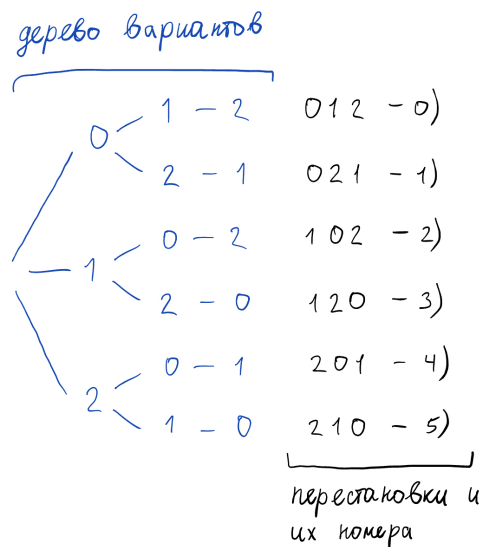 дерево вариантов
0 1 - 2 012 - 0)
2 - 1 021 - 1)
1 0 - 2 102 - 2)
2 - 0 120 - 3)
2 0 - 1 201 - 4)
1 - 0 210 - 5)
перестановки и
их номера